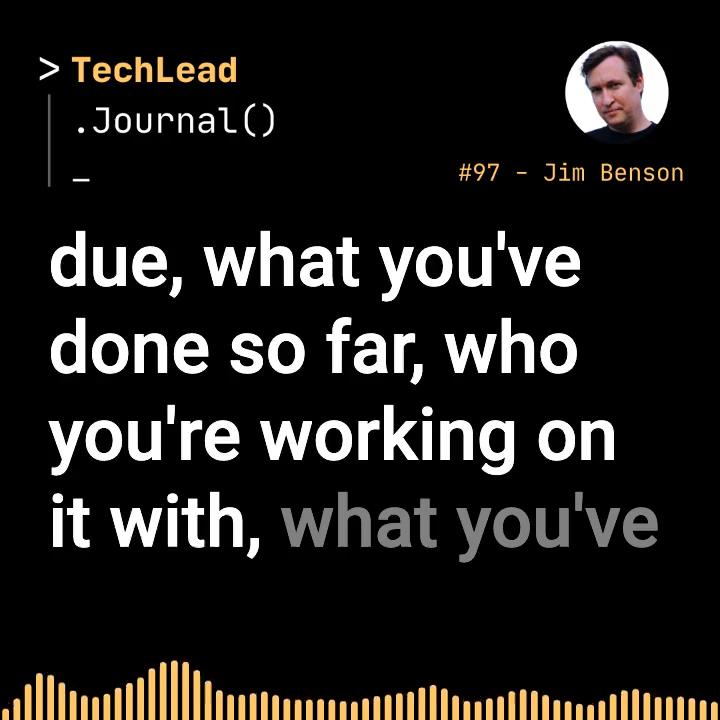 > TechLead
.Journal()
_
#97 - Jim Benson
due, what you've
done so far, who
you're working on
it with, what you've